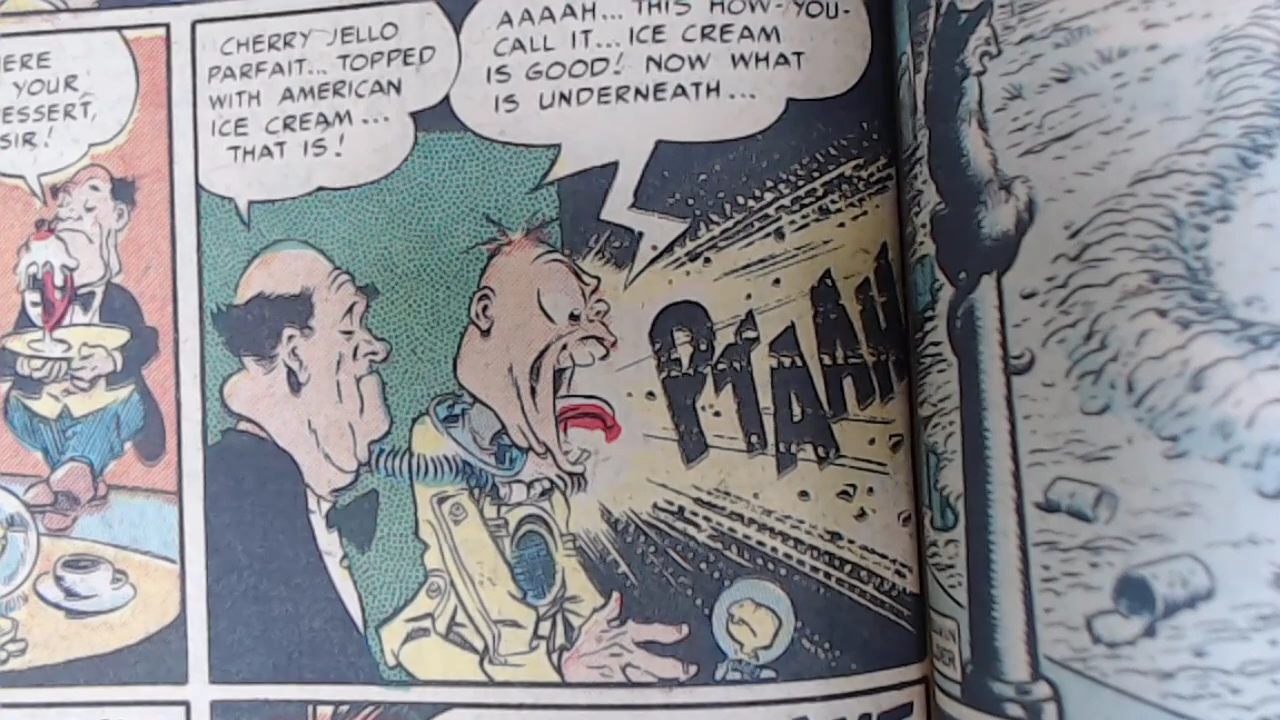 ERE
YOUR
ESSERT,
SIR!
CHERRY JELLO
PARFAIT... TOPPED
WITH AMERICAN
ICE CREAM...
THAT IS!
AAAAH... THIS HOW-YOU-
CALL IT... ICE CREAM
IS GOOD! NOW WHAT
IS UNDERNEATH...
PTAAH